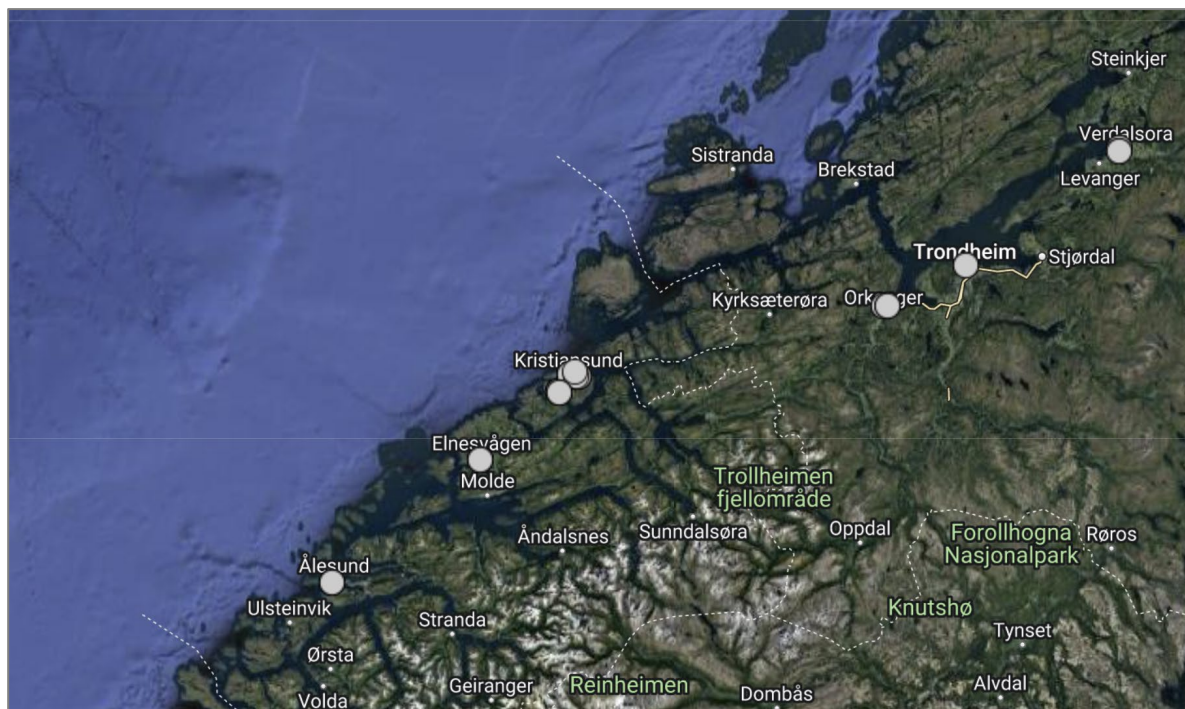 Steinkjer
Verdalsora
Sistranda
Brekstad
Levanger
Trondheim
Stjørdal
Kyrksæterøra
Kristiansund
Elnesvågen
Molde
Trollheimen
fjellområde
Sunndalsøra
Åndalsnes
Oppdal
Forollhogna
Nasjonalpark
Røros
Ålesund
Ulsteinvik
Stranda
Knutshø
Tynset
Ørsta
Geiranger
Reinheimen
Alvdal
Volda
Dombås